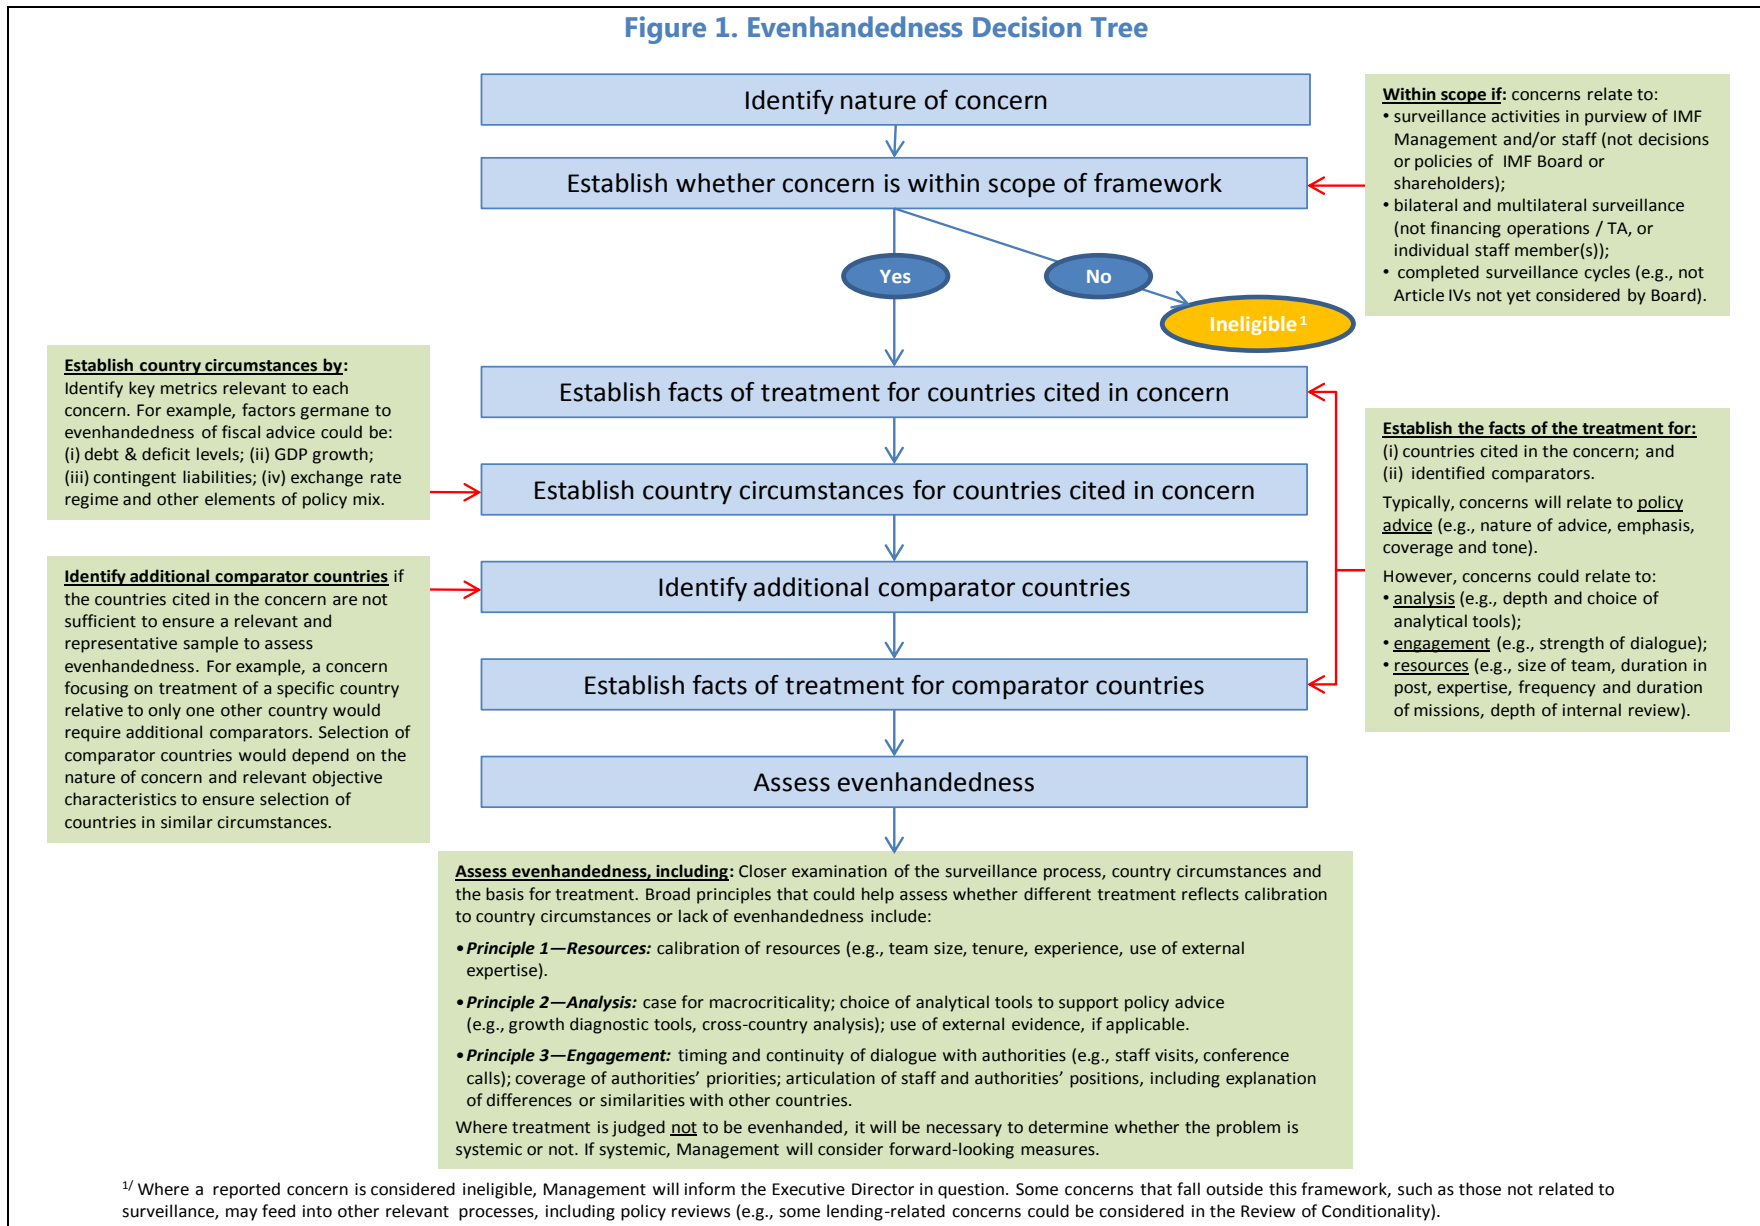 Figure 1. Evenhandedness Decision Tree
Identify nature of concern
Establish whether concern is within scope of framework
Within scope if: concerns relate to:
• surveillance activities in purview of IMF
Management and/or staff (not decisions
or policies of IMF Board or
shareholders);
• bilateral and multilateral surveillance
(not financing operations / TA, or
individual staff member(s));
• completed surveillance cycles (e.g., not
Article IVs not yet considered by Board).
Yes
No
Ineligible 1
Establish facts of treatment for countries cited in concern
Establish country circumstances by:
Identify key metrics relevant to each
concern. For example, factors germane to
evenhandedness of fiscal advice could be:
(i) debt & deficit levels; (ii) GDP growth;
(iii) contingent liabilities; (iv) exchange rate
regime and other elements of policy mix.
Establish country circumstances for countries cited in concern
Establish the facts of the treatment for:
(i) countries cited in the concern; and
(ii) identified comparators.
Typically, concerns will relate to policy
advice (e.g., nature of advice, emphasis,
coverage and tone).
However, concerns could relate to:
• analysis (e.g., depth and choice of
analytical tools);
• engagement (e.g., strength of dialogue);
• resources (e.g., size of team, duration in
post, expertise, frequency and duration
of missions, depth of internal review).
Identify additional comparator countries if
the countries cited in the concern are not
sufficient to ensure a relevant and
representative sample to assess
evenhandedness. For example, a concern
focusing on treatment of a specific country
relative to only one other country would
require additional comparators. Selection of
comparator countries would depend on the
nature of concern and relevant objective
characteristics to ensure selection of
countries in similar circumstances.
Identify additional comparator countries
Establish facts of treatment for comparator countries
Assess evenhandedness
Assess evenhandedness, including: Closer examination of the surveillance process, country circumstances and
the basis for treatment. Broad principles that could help assess whether different treatment reflects calibration
to country circumstances or lack of evenhandedness include:
• Principle 1—Resources: calibration of resources (e.g., team size, tenure, experience, use of external
expertise).
• Principle 2—Analysis: case for macrocriticality; choice of analytical tools to support policy advice
(e.g., growth diagnostic tools, cross-country analysis); use of external evidence, if applicable.
• Principle 3—Engagement: timing and continuity of dialogue with authorities (e.g., staff visits, conference
calls); coverage of authorities' priorities; articulation of staff and authorities' positions, including explanation
of differences or similarities with other countries.
Where treatment is judged not to be evenhanded, it will be necessary to determine whether the problem is
systemic or not. If systemic, Management will consider forward-looking measures.
1/ Where a reported concern is considered ineligible, Management will inform the Executive Director in question. Some concerns that fall outside this framework, such as those not related to
surveillance, may feed into other relevant processes, including policy reviews (e.g., some lending-related concerns could be considered in the Review of Conditionality).